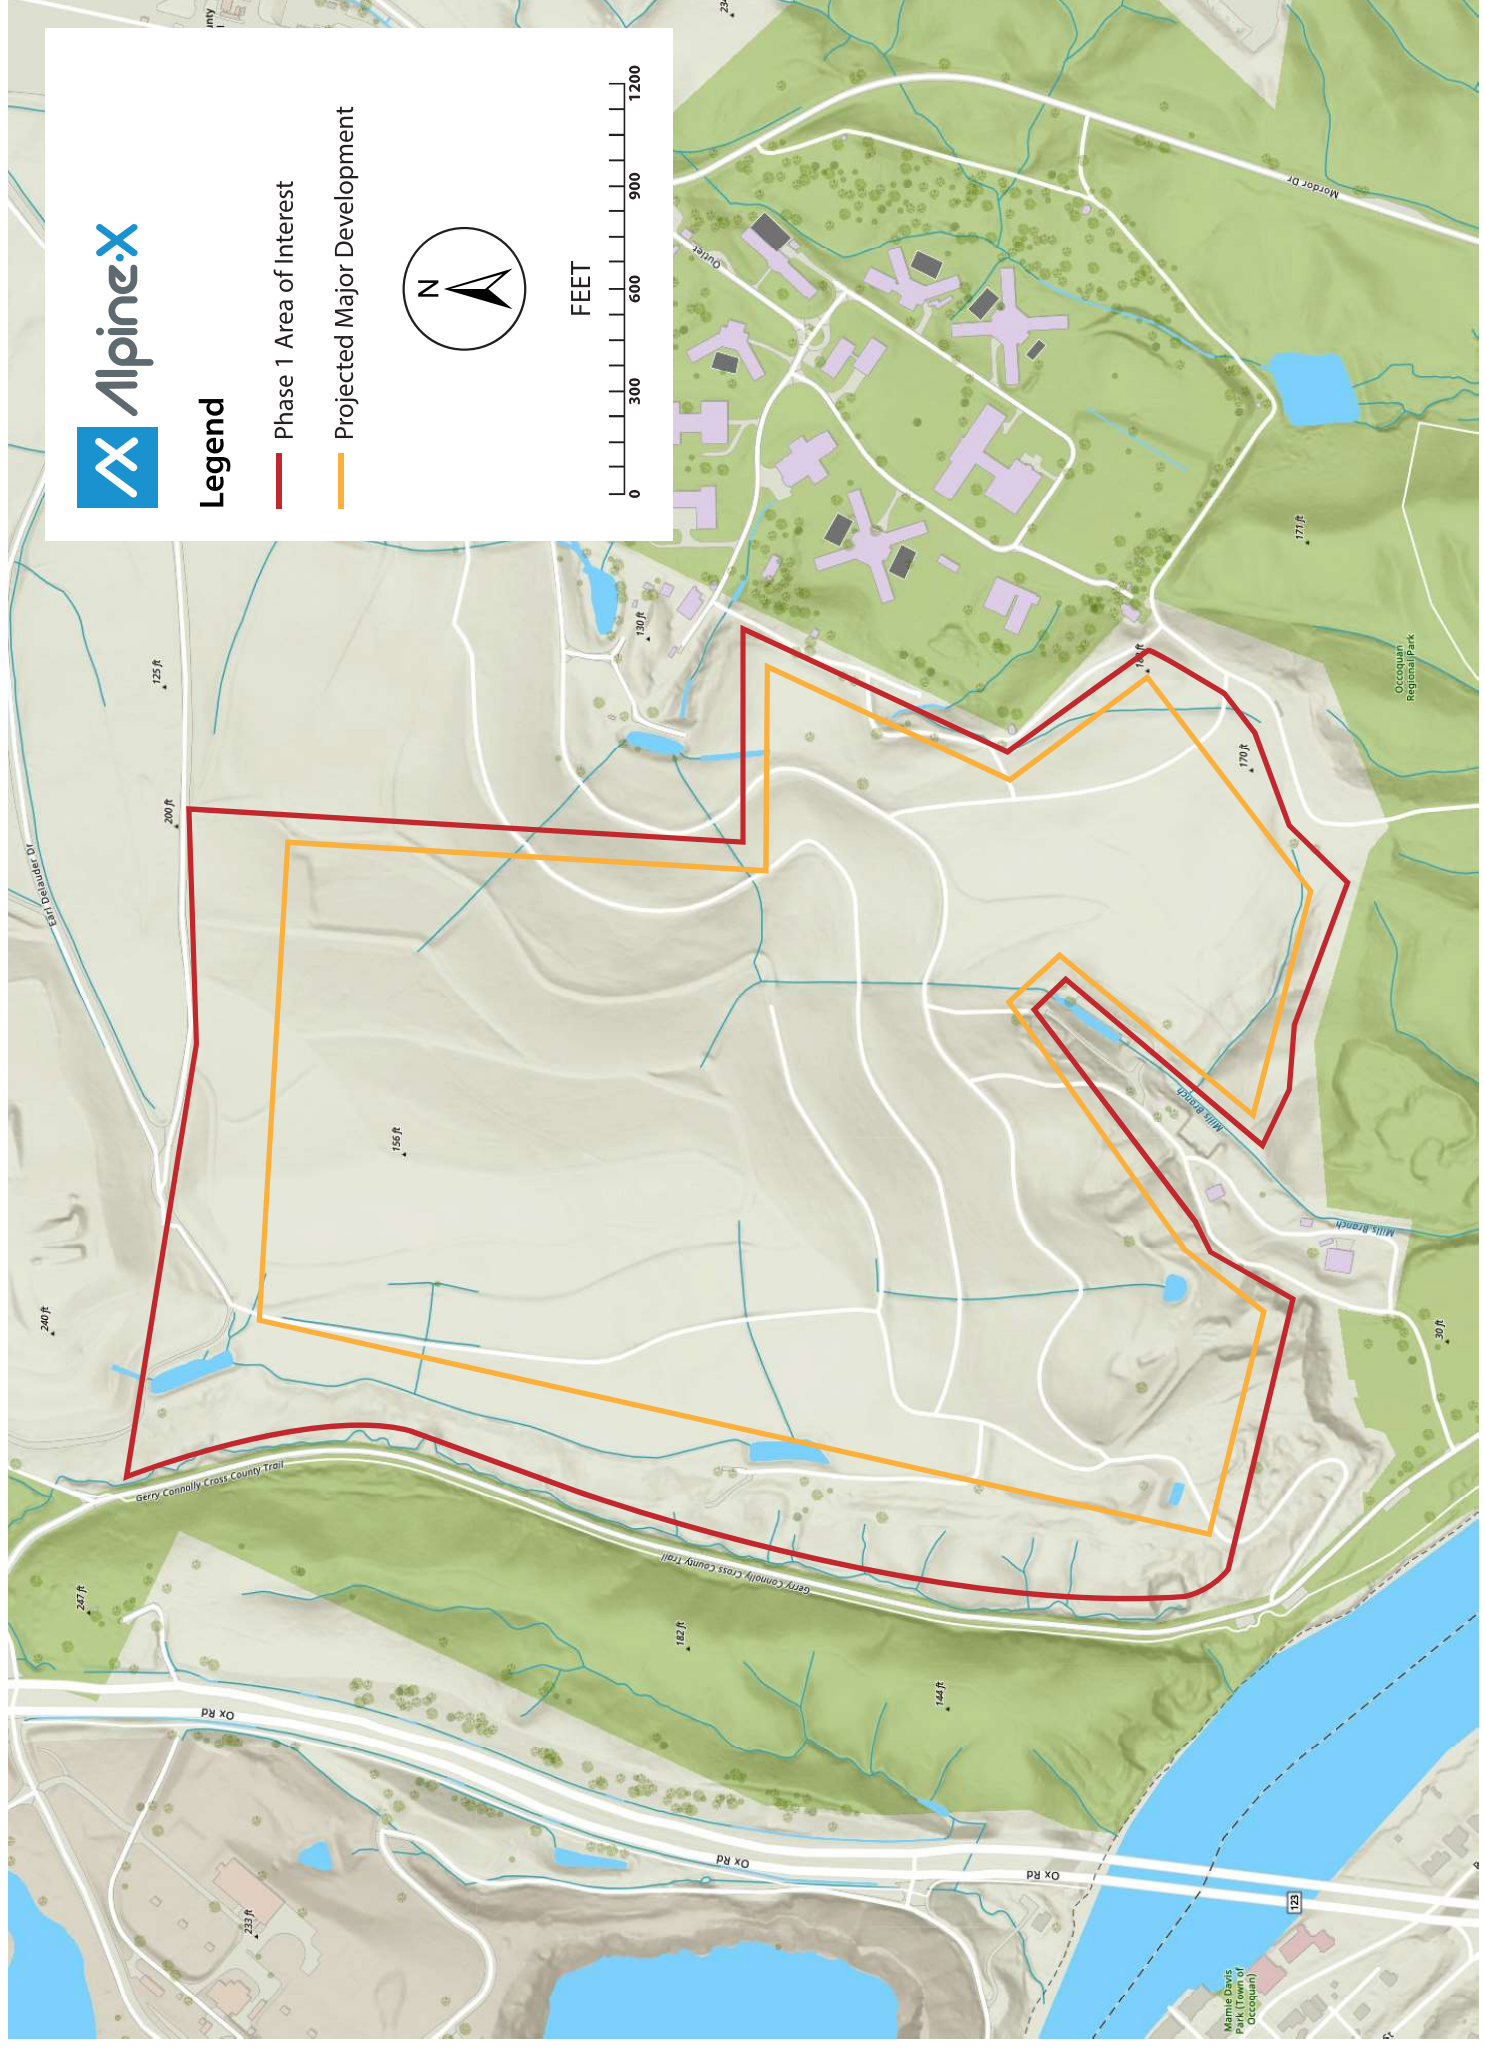 Alpine-X
Legend
Phase 1 Area of Interest
Projected Major Development
N
FEET
0 300 600 900 1200
Earl Delauder Dr
125 ft
200 ft
240 ft
247 ft
156 ft
130 ft
Outlet
Mordor Dr
171 ft
Occoquan
Regional Park
170 ft
Mills Branch
Mills Branch
30 ft
Gerry Connolly Cross County Trail
Gerry Connolly Cross County Trail
182 ft
144 ft
Ox Rd
Ox Rd
Ox Rd
233 ft
123
Mamie Davis
Park (Town of
Occoquan)